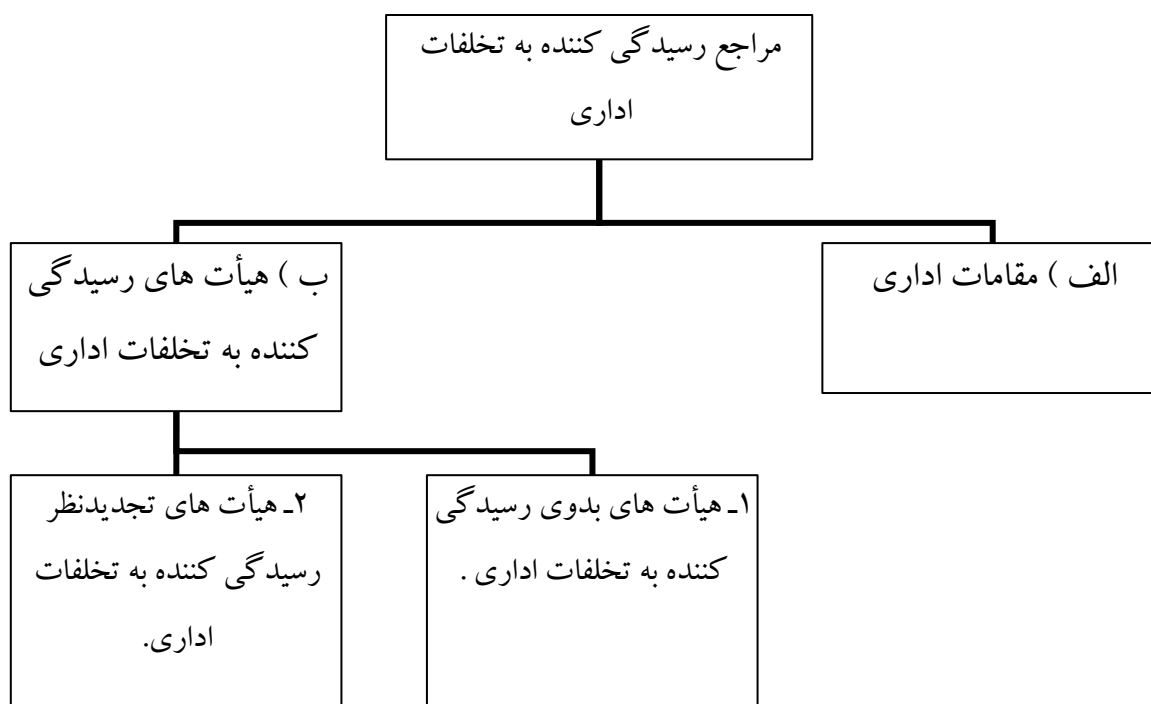 مراجع رسیدگی کننده به تخلفات
اداری
الف ) مقامات اداری
ب ) هیأت های رسیدگی
کننده به تخلفات اداری
۱ـ هیأت های بدوی رسیدگی
کننده به تخلفات اداری .
۲ـ هیأت های تجدیدنظر
رسیدگی کننده به تخلفات
اداری.